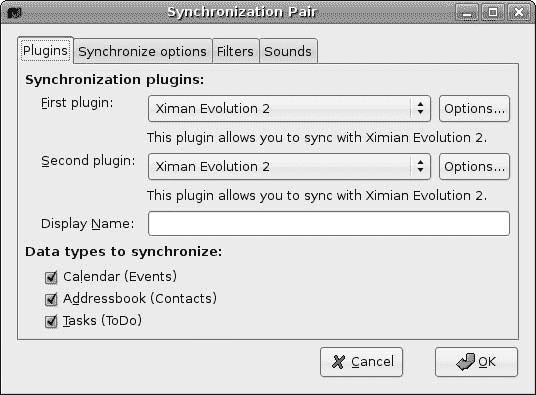 Synchronization Pair
Plugins Synchronize options Filters Sounds
Synchronization plugins:
First plugin: Ximan Evolution 2 Options...
This plugin allows you to sync with Ximian Evolution 2.
Second plugin: Ximan Evolution 2 Options...
This plugin allows you to sync with Ximian Evolution 2.
Display Name:
Data types to synchronize:
Calendar (Events)
Addressbook (Contacts)
Tasks (ToDo)
Cancel OK